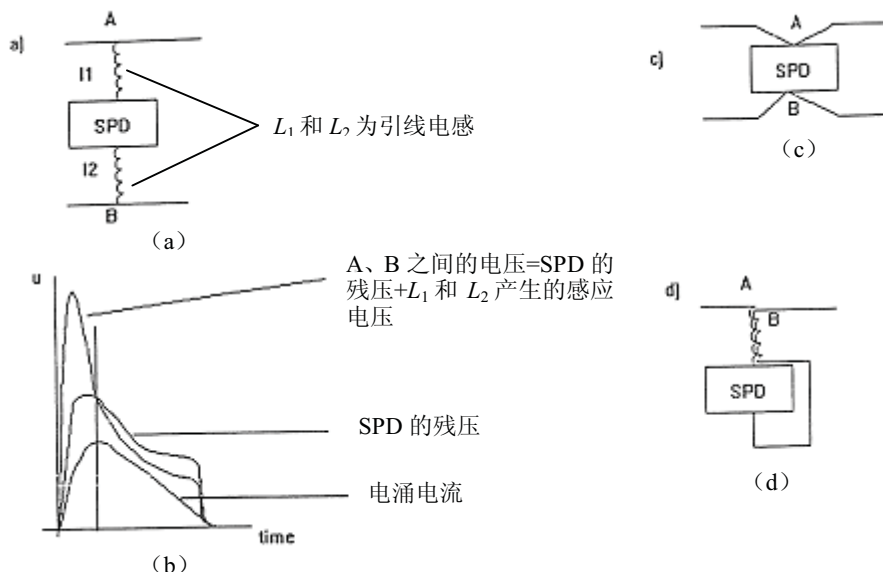 A
a)
l1
SPD
l2
B
L₁ 和 L₂ 为引线电感
(a)
A
c)
SPD
B
(c)
u
A、B 之间的电压=SPD 的
残压+L₁ 和 L₂ 产生的感应
电压
SPD 的残压
电涌电流
time
(b)
A
d)
B
SPD
(d)